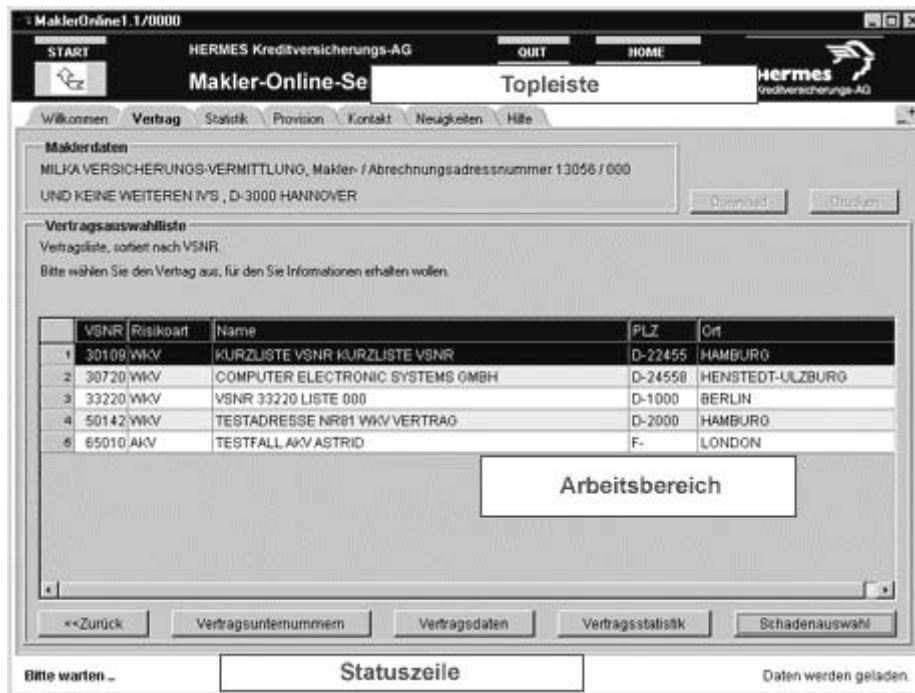 MaklerOnline1.1/0000
START HERMES Kreditversicherungs-AG QUIT HOME
Makler-Online-Se Topleiste Hermes
Kreditversicherungs-AG
Willkommen Vertrag Statistik Provision Kontakt Neuigkeiten Hilfe
Maklerdaten
MILKA VERSICHERUNGS-VERMITTLUNG, Makler- / Abrechnungsadressnummer 13056 / 000
UND KEINE WEITEREN IV'S , D-3000 HANNOVER
Download Drucken
Vertragsauswahlliste
Vertragsliste, sortiert nach VSNR.
Bitte wählen Sie den Vertrag aus, für den Sie Informationen erhalten wollen.
VSNR Risikoart Name PLZ Ort
1 30109 WKV KURZLISTE VSNR KURZLISTE VSNR D-22455 HAMBURG
2 30720 WKV COMPUTER ELECTRONIC SYSTEMS GMBH D-24558 HENSTEDT-ULZBURG
3 33220 WKV VSNR 33220 LISTE 000 D-1000 BERLIN
4 50142 WKV TESTADRESSE NR81 WKV VERTRAG D-2000 HAMBURG
5 65010 AKV TESTFALL AKV ASTRID F- LONDON
Arbeitsbereich
<<Zurück Vertragsunternummern Vertragsdaten Vertragsstatistik Schadenauswahl
Bitte warten ... Statuszeile Daten werden geladen.